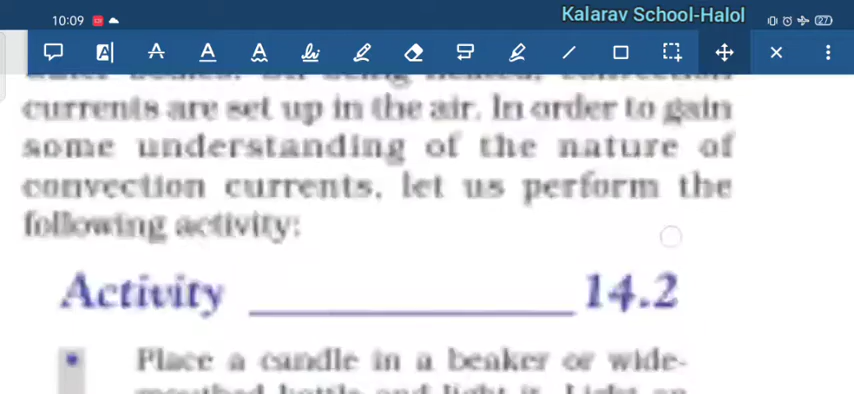 10:09
Kalarav School-Halol
27
currents are set up in the air. In order to gain
some understanding of the nature of
convection currents, let us perform the
following activity:
Activity 14.2
Place a candle in a beaker or wide-